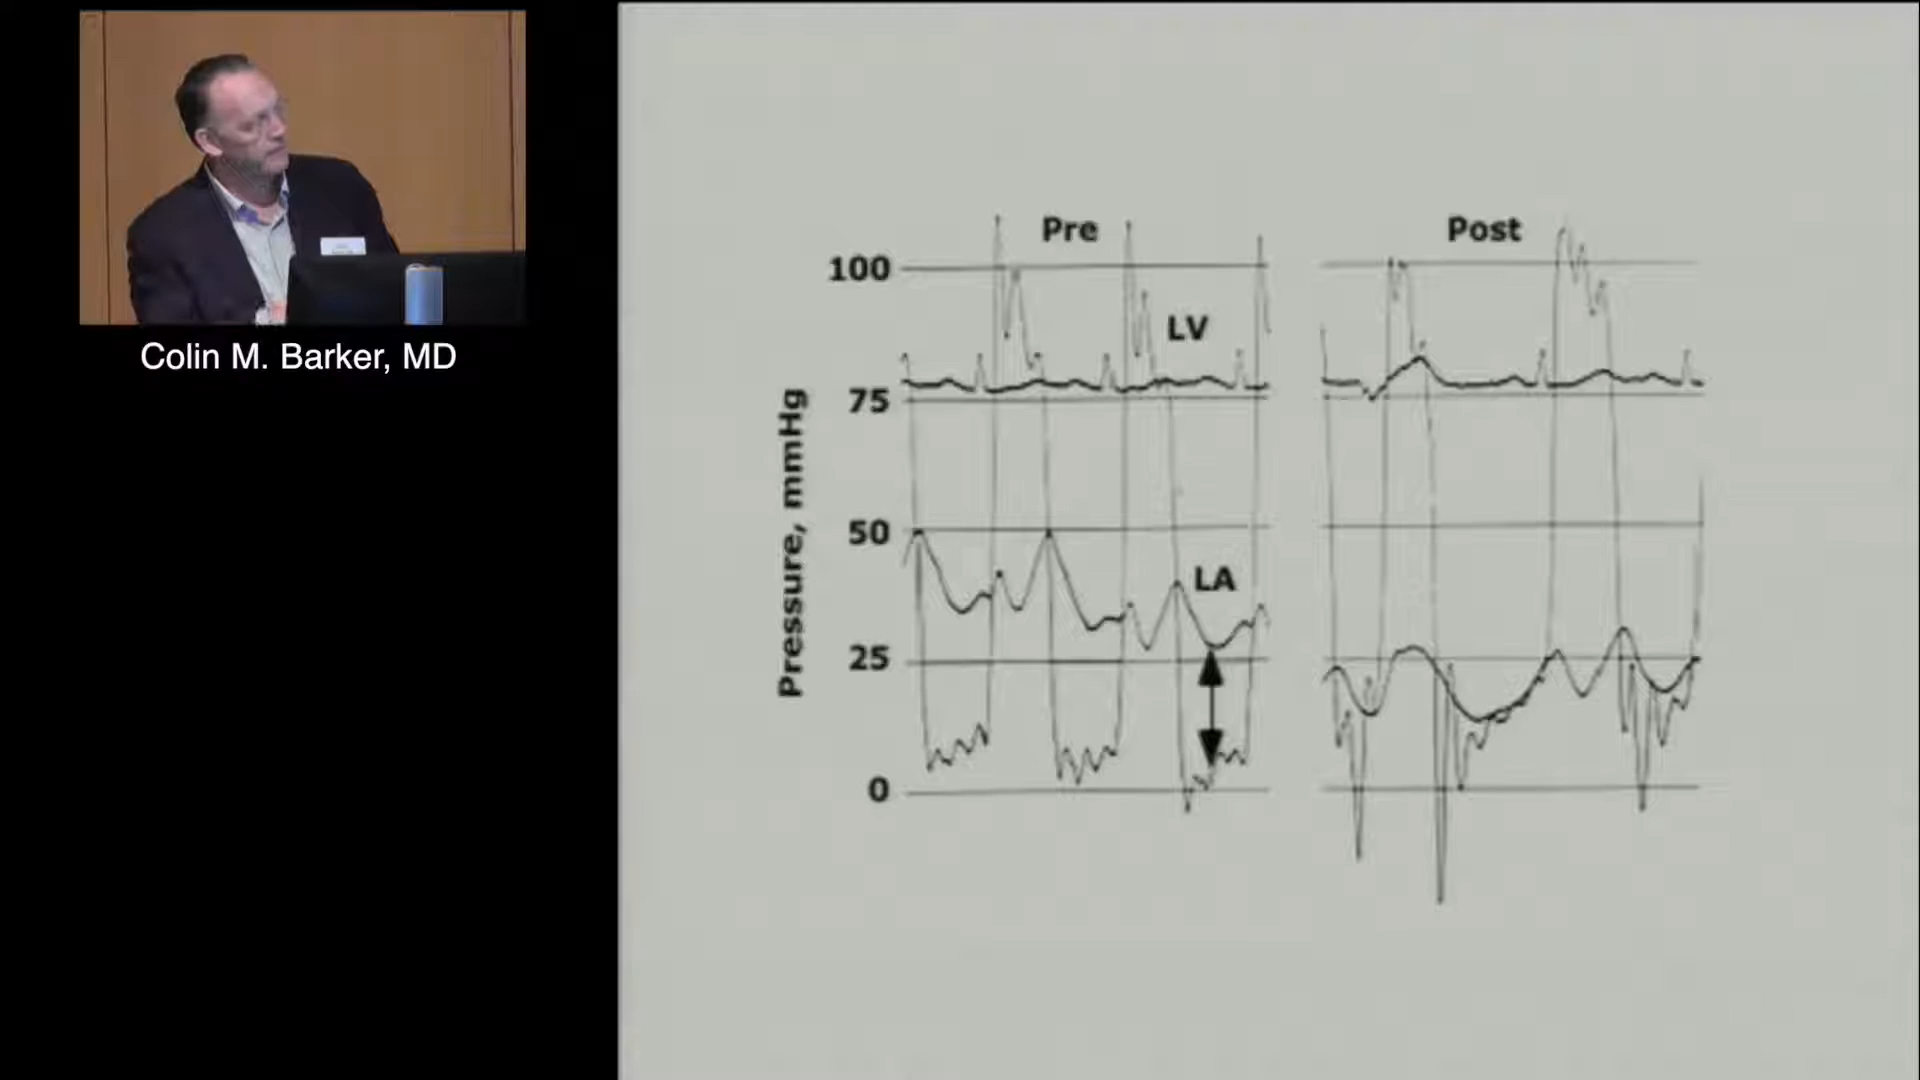 Colin M. Barker, MD
Pre
Post
100
LV
75
Pressure, mmHg
50
LA
25
0